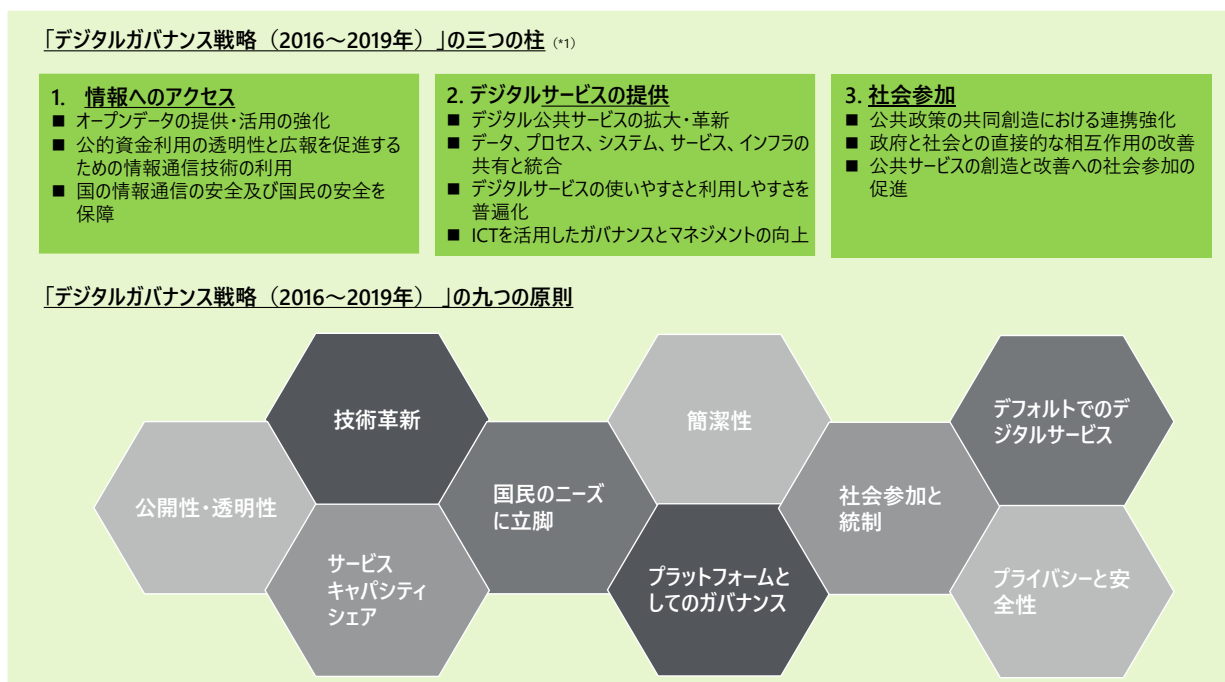 「デジタルガバナンス戦略（2016～2019年）」の三つの柱 (*1)
1. 情報へのアクセス
■ オープンデータの提供・活用の強化
■ 公的資金利用の透明性と広報を促進する
ための情報通信技術の利用
■ 国の情報通信の安全及び国民の安全を
保障
2. デジタルサービスの提供
■ デジタル公共サービスの拡大・革新
■ データ、プロセス、システム、サービス、インフラの
共有と統合
■ デジタルサービスの使いやすさと利用しやすさを
普遍化
■ ICTを活用したガバナンスとマネジメントの向上
3. 社会参加
■ 公共政策の共同創造における連携強化
■ 政府と社会との直接的な相互作用の改善
■ 公共サービスの創造と改善への社会参加の
促進
「デジタルガバナンス戦略（2016～2019年） 」の九つの原則
公開性・透明性
技術革新
サービス
キャパシティ
シェア
国民のニーズ
に立脚
簡潔性
プラットフォームと
してのガバナンス
社会参加と
統制
デフォルトでのデ
ジタルサービス
プライバシーと安
全性